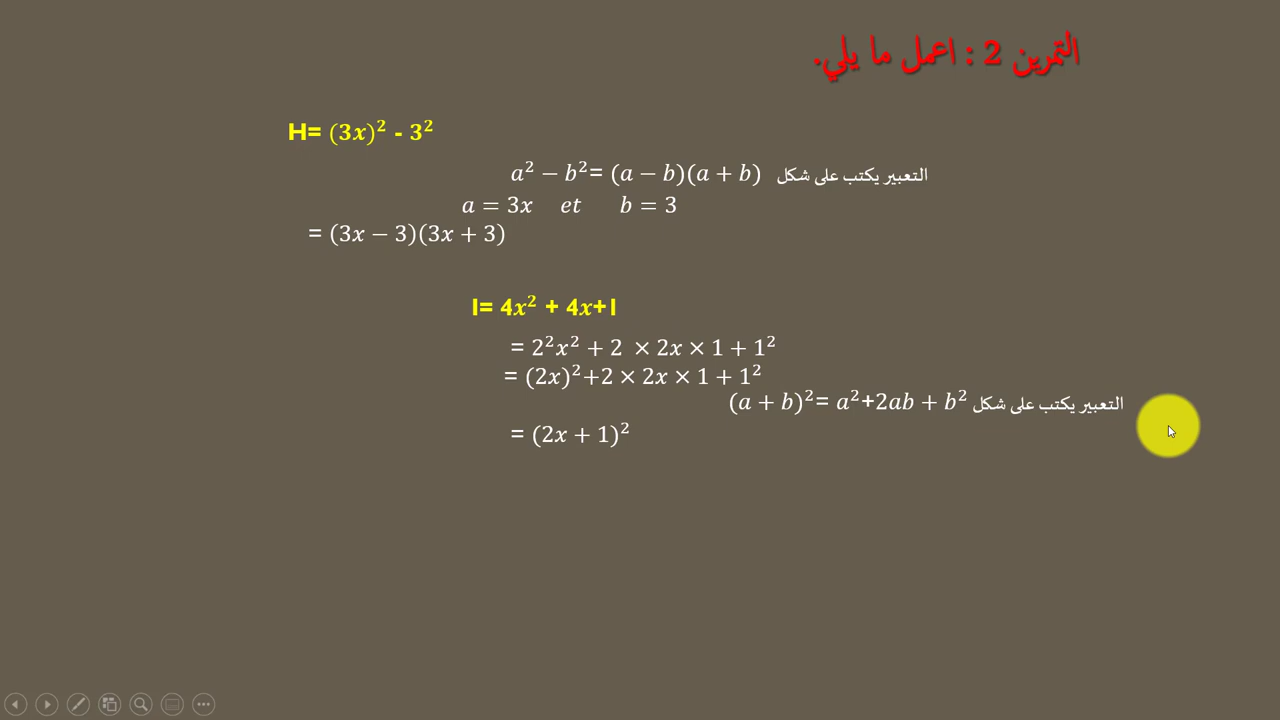 التمرين 2 : اعمل ما يلي.
H= (3x)² - 3²
a² − b²= (a − b)(a + b) التعبير يكتب على شكل
a = 3x et b = 3
= (3x − 3)(3x + 3)
I= 4x² + 4x+I
= 2²x² + 2 × 2x × 1 + 1²
= (2x)²+2 × 2x × 1 + 1²
(a + b)²= a²+2ab + b² التعبير يكتب على شكل
= (2x + 1)²